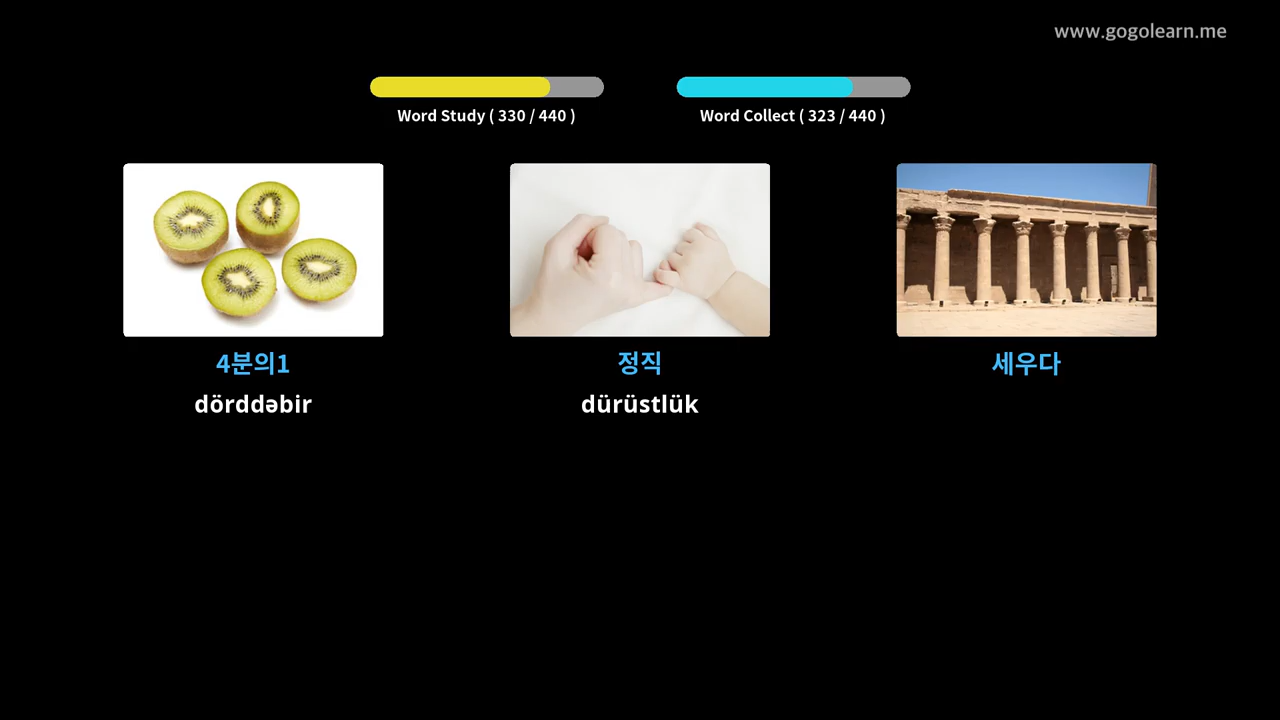 www.gogolearn.me
Word Study ( 330 / 440 )
Word Collect ( 323 / 440 )
4분의1
dörddəbir
정직
dürüstlük
세우다